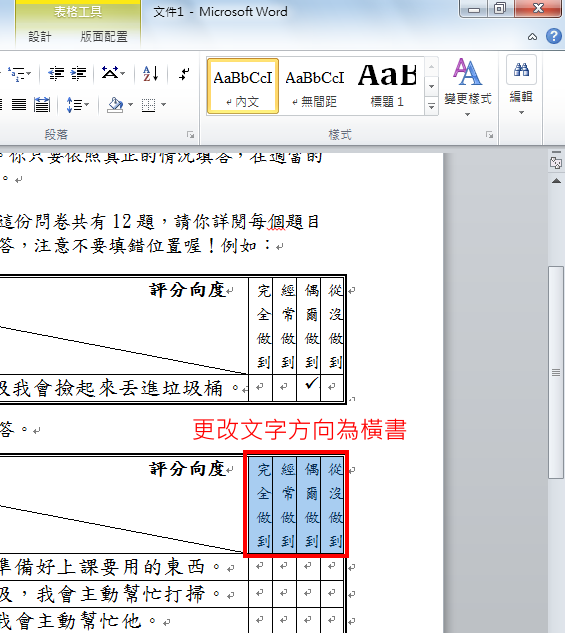 表格工具
文件1 - Microsoft Word
設計
版面配置
AaBbCcI
AaBbCcI
AaBbC
內文
無間距
標題 1
變更樣式
編輯
段落
樣式
。你只要依照真正的情況填答，在適當的
。
這份問卷共有 12 題，請你詳閱每個題目
答，注意不要填錯位置喔！例如：
評分向度
完全做到
經常做到
偶爾做到
從沒做到
圾我會撿起來丟進垃圾桶。
✓
答。
更改文字方向為橫書
評分向度
完全做到
經常做到
偶爾做到
從沒做到
準備好上課要用的東西。
圾，我會主動幫忙打掃。
我會主動幫忙他。